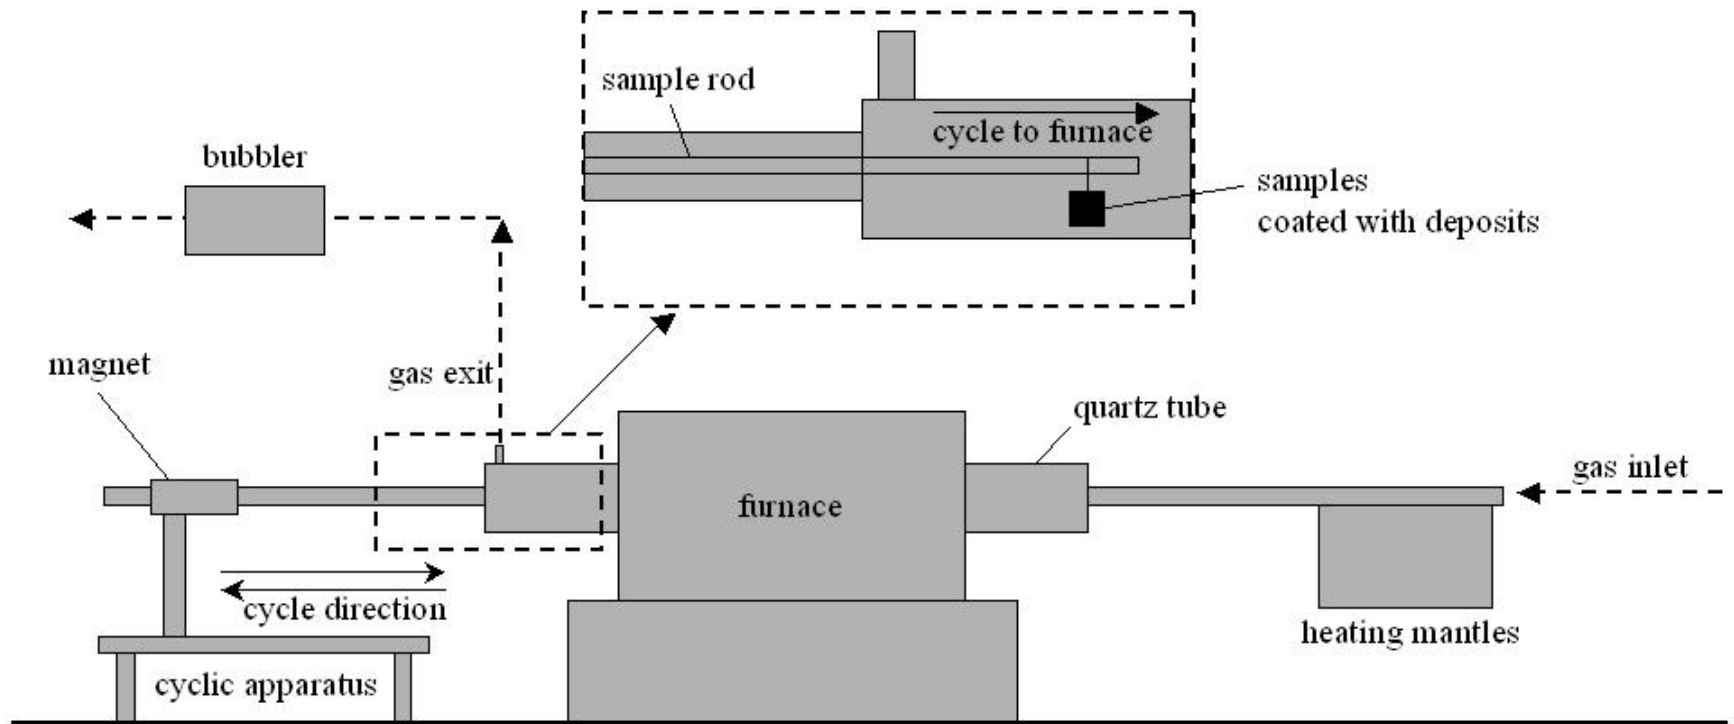 sample rod
cycle to furnace
bubbler
samples
coated with deposits
magnet
gas exit
quartz tube
gas inlet
furnace
cycle direction
heating mantles
cyclic apparatus